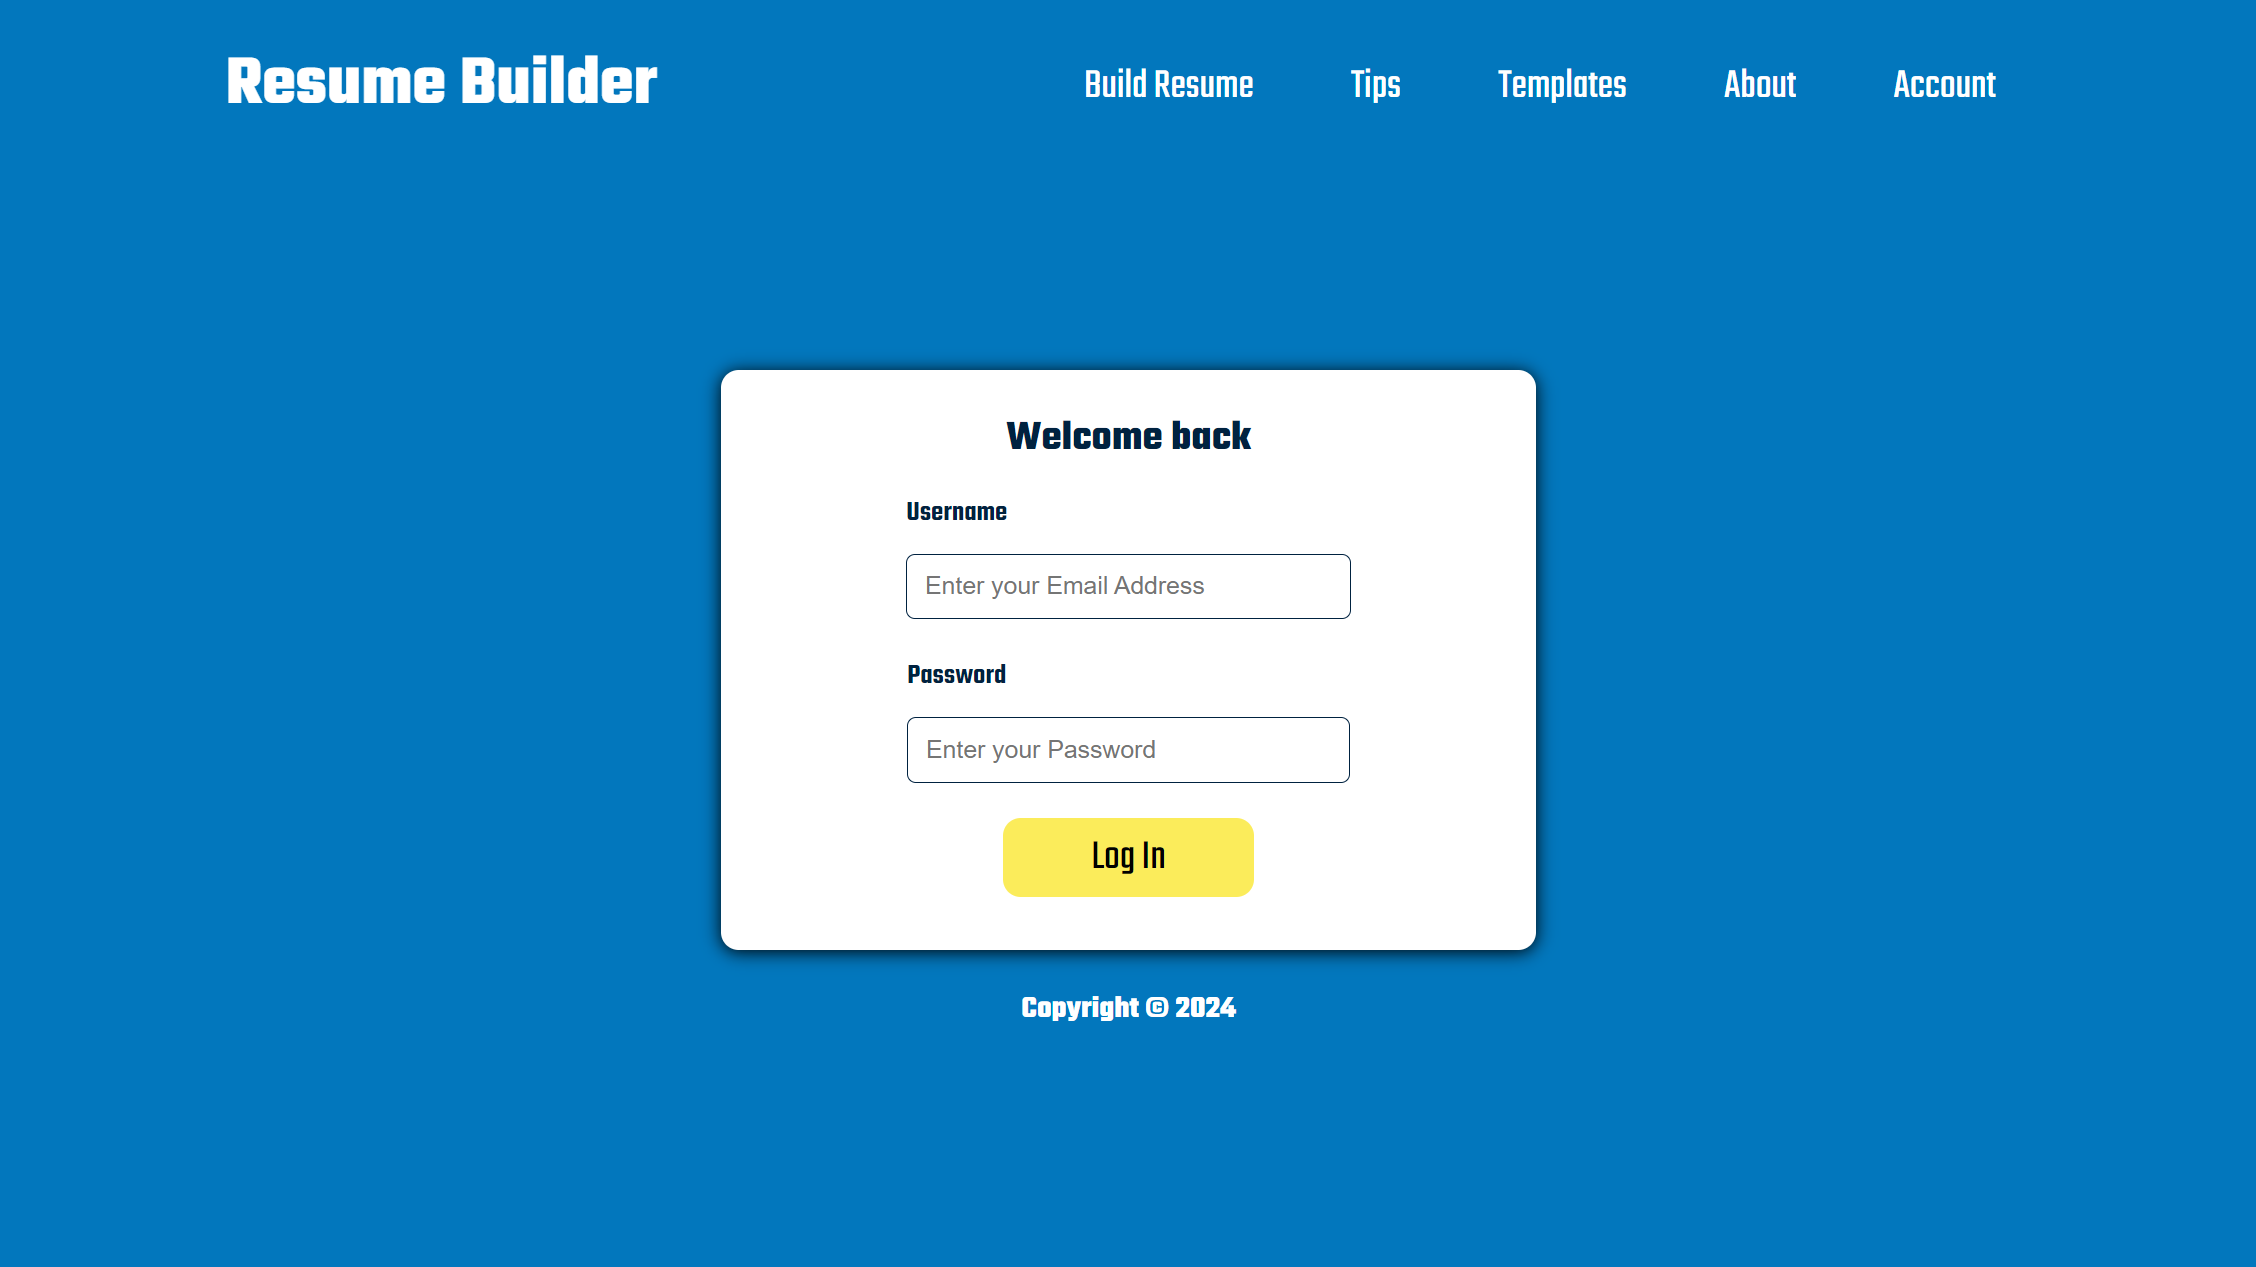 Resume Builder
Build Resume Tips Templates About Account
Welcome back
Username
Enter your Email Address
Password
Enter your Password
Log In
Copyright © 2024